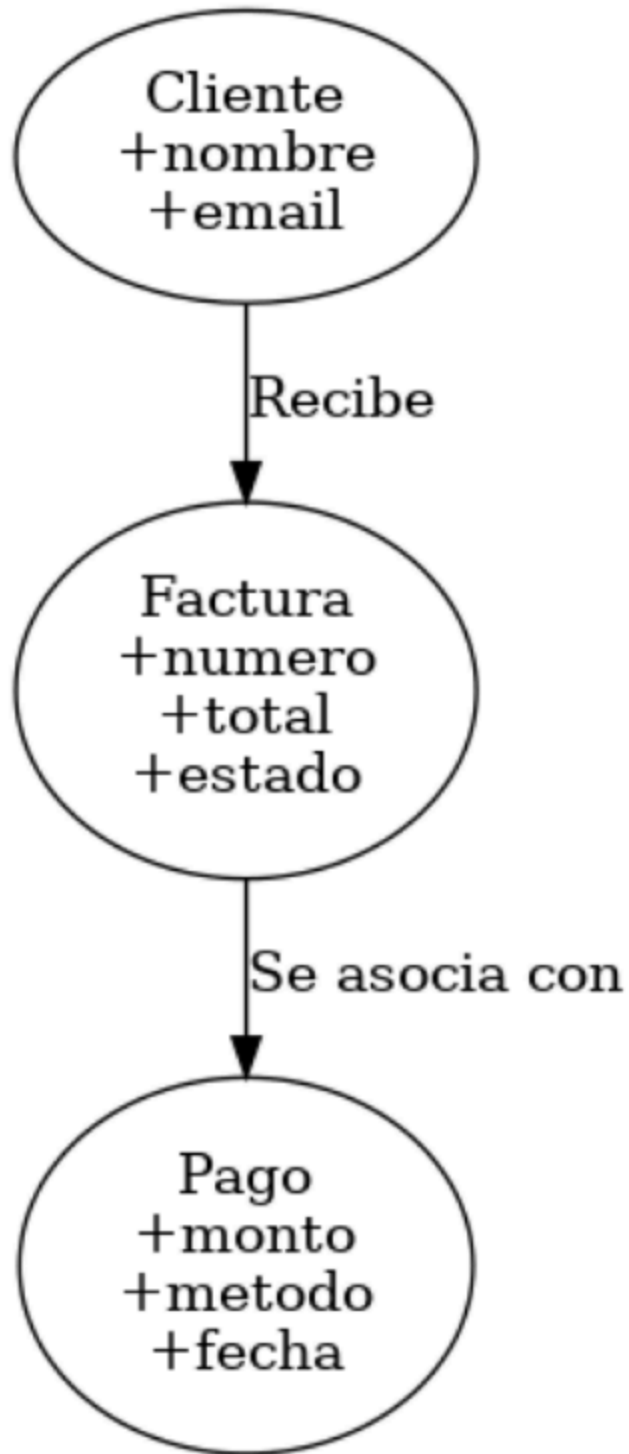 Cliente
+nombre
+email
Recibe
Factura
+numero
+total
+estado
Se asocia con
Pago
+monto
+metodo
+fecha